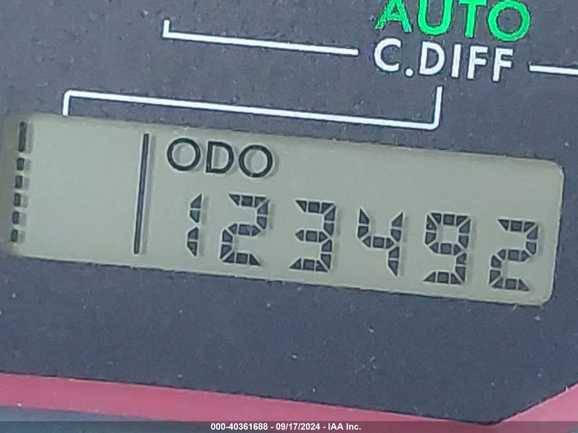 AUTO
C.DIFF
ODO
123492
000-40361688 - 09/17/2024 - IAA Inc.